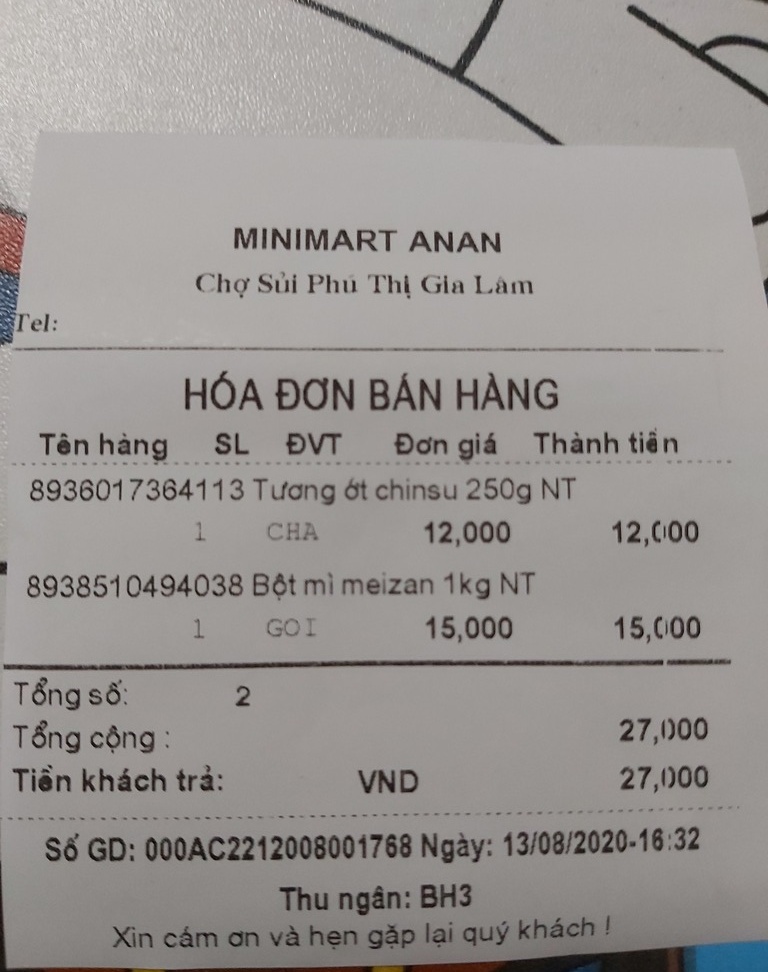 MINIMART ANAN
Chợ Sủi Phú Thị Gia Lâm
Tel:
HÓA ĐƠN BÁN HÀNG
Tên hàng SL ĐVT Đơn giá Thành tiền
8936017364113 Tương ớt chinsu 250g NT
1 CHA 12,000 12,000
8938510494038 Bột mì meizan 1kg NT
1 GOI 15,000 15,000
Tổng số: 2
Tổng cộng : 27,000
Tiền khách trả: VND 27,000
Số GD: 000AC2212008001768 Ngày: 13/08/2020-16:32
Thu ngân: BH3
Xin cám ơn và hẹn gặp lại quý khách !